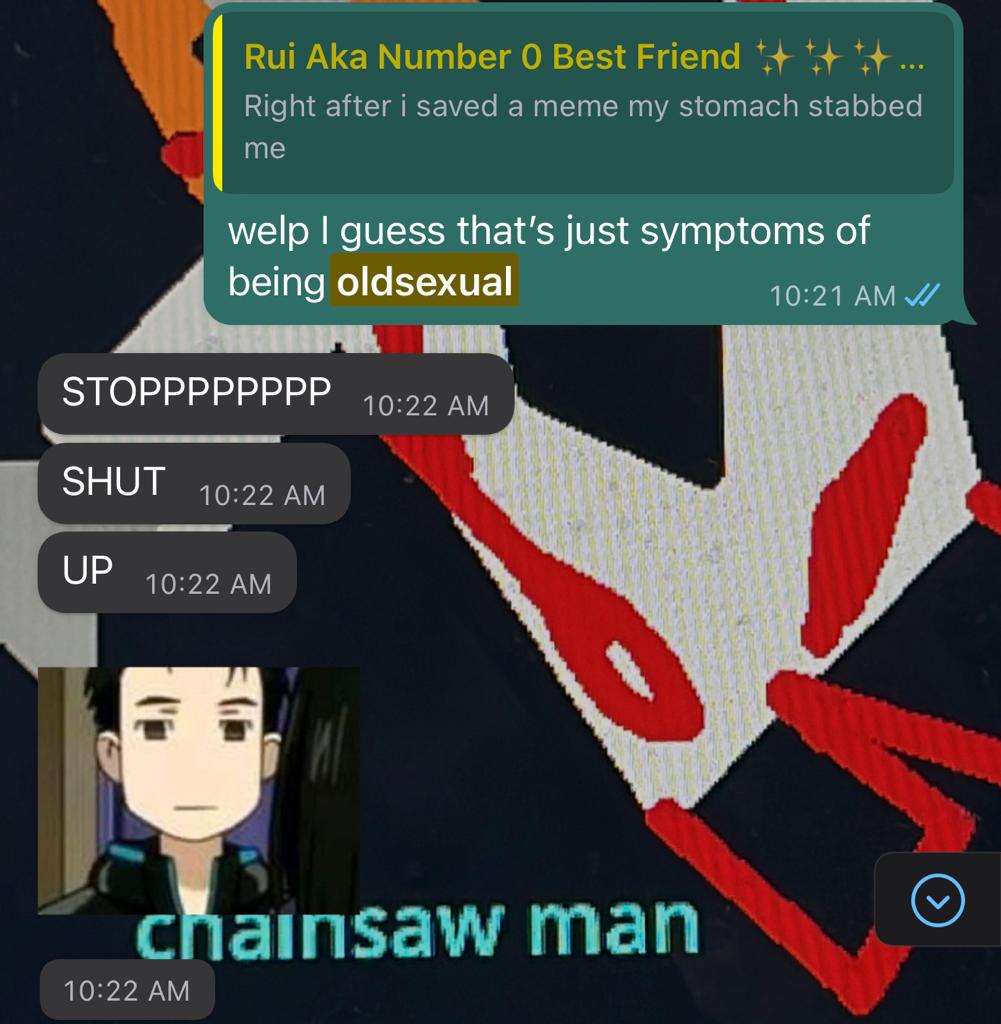 Rui Aka Number 0 Best Friend ✨✨✨...
Right after i saved a meme my stomach stabbed
me
welp I guess that’s just symptoms of
being oldsexual
10:21 AM
STOPPPPPPPP 10:22 AM
SHUT 10:22 AM
UP 10:22 AM
chainsaw man
10:22 AM